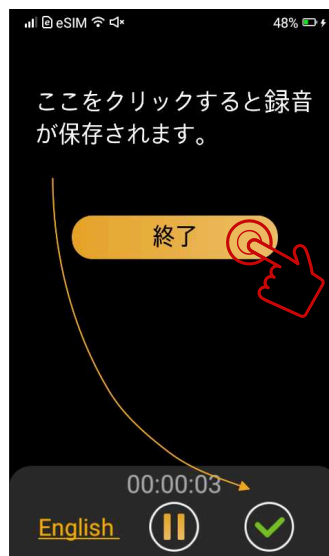 eSIM 48%
ここをクリックすると録音
が保存されます。
終了
00:00:03
English